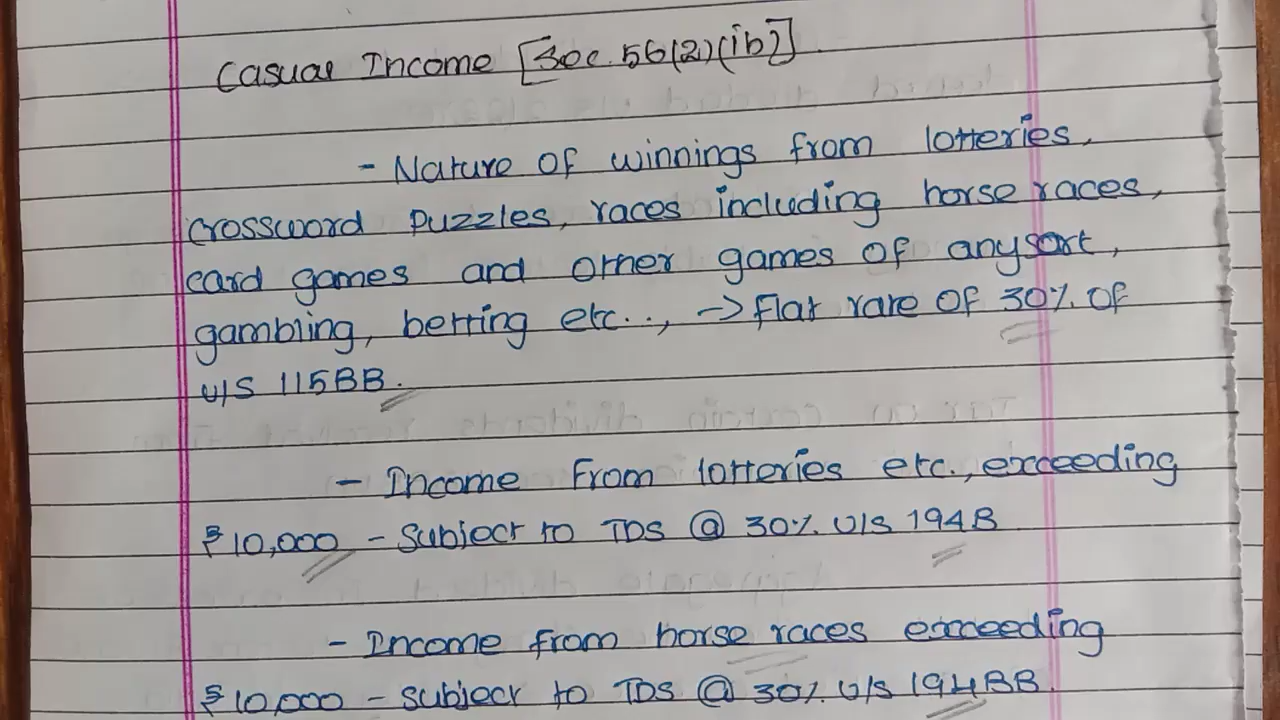 Casual Income [Sec. 56(2)(ib)].
- Nature of winnings from lotteries,
crossword puzzles, races including horse races,
card games and other games of any sort,
gambling, betting etc.., → Flat rate of 30% of
u/s 115BB.
- Income From lotteries etc., exceeding
₹10,000 - Subject to TDS @ 30% U/s 194B
- Income from horse races exceeding
₹10,000 - subject to TDS @ 30% U/s 194BB.